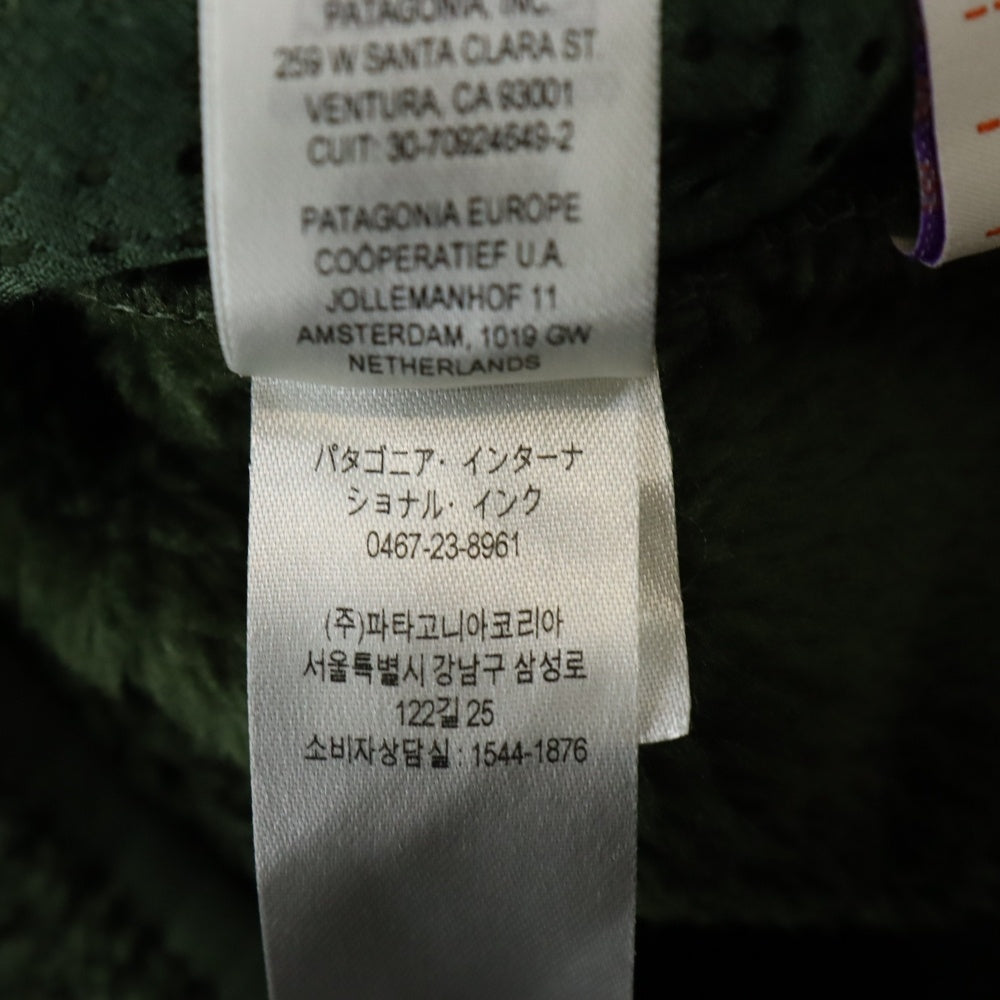 PATAGONIA, INC.
259 W SANTA CLARA ST
VENTURA, CA 93001
CUIT: 30-70924649-2
PATAGONIA EUROPE
COÖPERATIEF U.A
JOLLEMANHOF 11
AMSTERDAM, 1019 GW
NETHERLANDS
パタゴニア・インターナ
ショナル・インク
0467-23-8961
(주)파타고니아코리아
서울특별시 강남구 삼성로
122길 25
소비자상담실 : 1544-1876